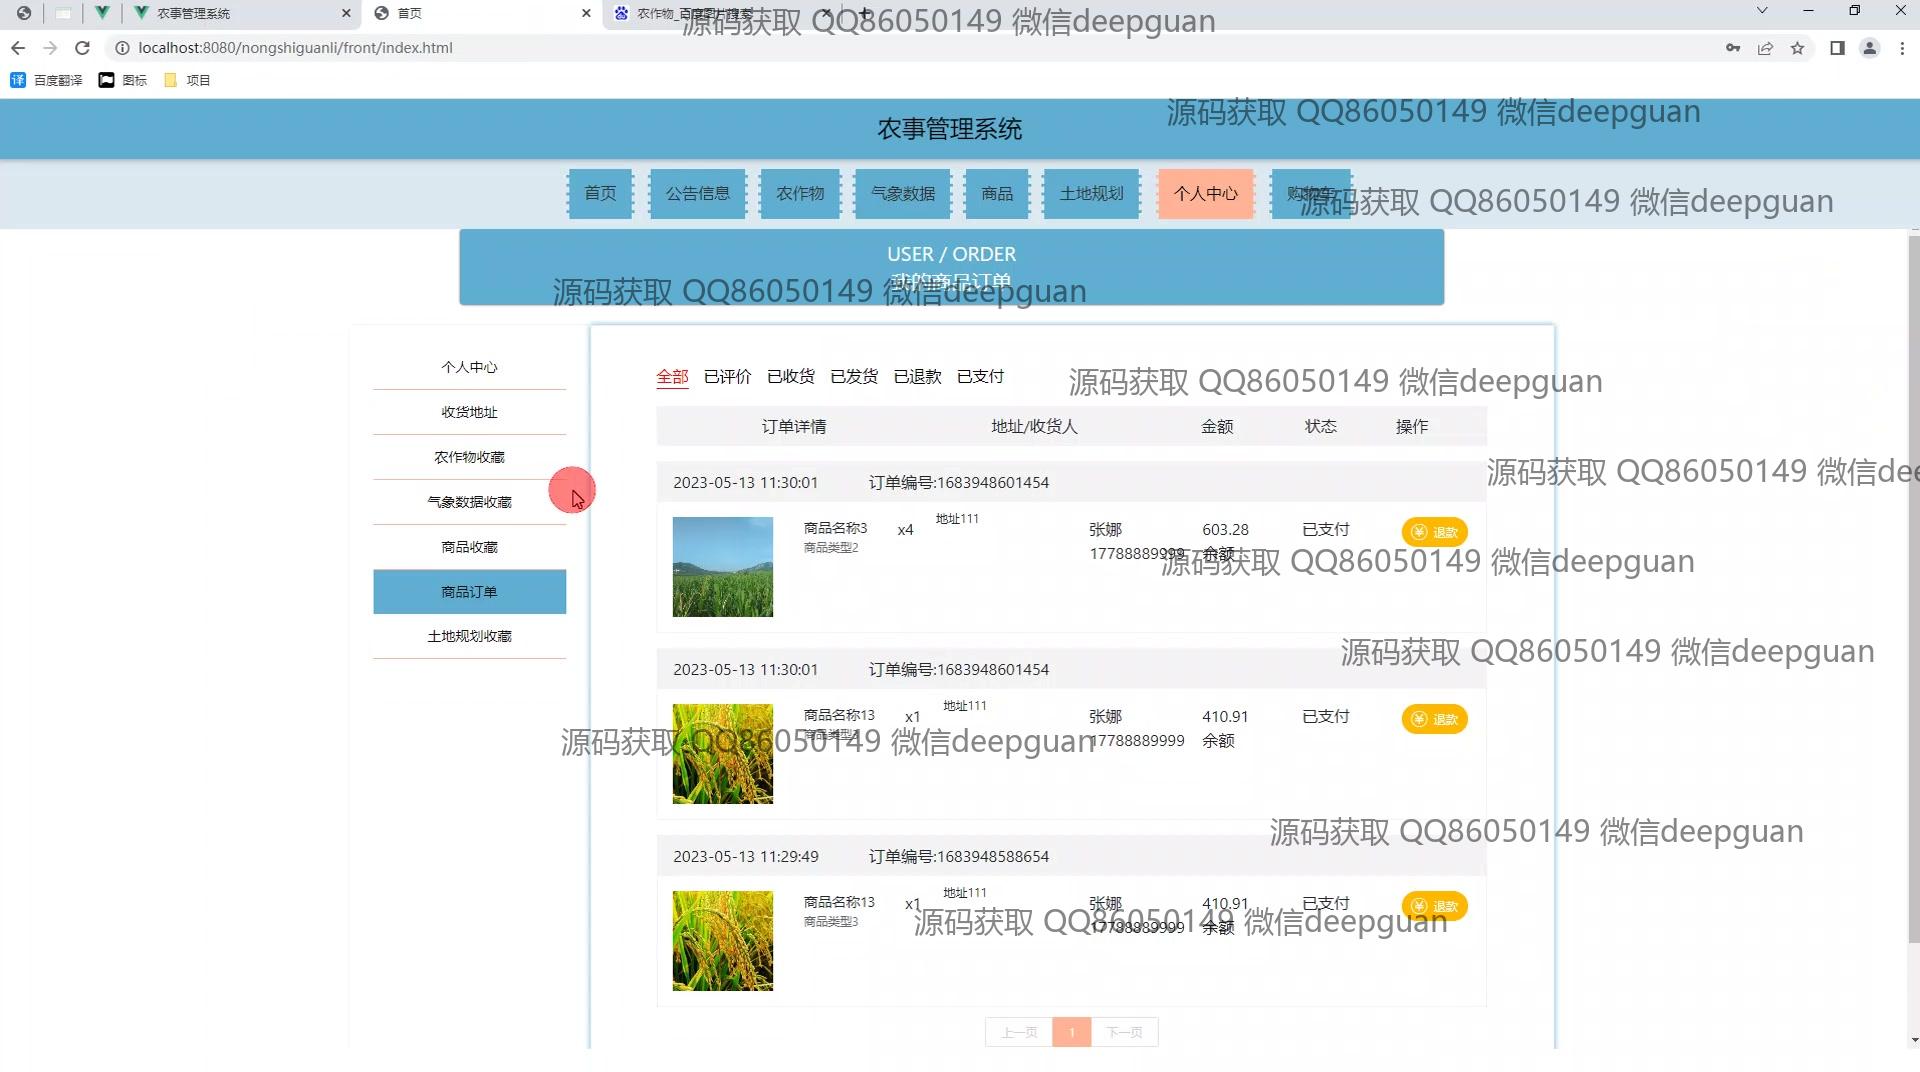 农事管理系统
首页
农作物_百度图片搜索
源码获取 QQ86050149 微信deepguan
localhost:8080/nongshiguanli/front/index.html
百度翻译 图标 项目
农事管理系统
源码获取 QQ86050149 微信deepguan
首页 公告信息 农作物 气象数据 商品 土地规划 个人中心 购物车
源码获取 QQ86050149 微信deepguan
USER / ORDER
我的商品订单
源码获取 QQ86050149 微信deepguan
个人中心
收货地址
农作物收藏
气象数据收藏
商品收藏
商品订单
土地规划收藏
全部 已评价 已收货 已发货 已退款 已支付
源码获取 QQ86050149 微信deepguan
订单详情 地址/收货人 金额 状态 操作
2023-05-13 11:30:01 订单编号:1683948601454
源码获取 QQ86050149 微信dee
商品名称3 x4 地址111 张娜 603.28 已支付 退款
商品类型2 17788889999 余额
源码获取 QQ86050149 微信deepguan
2023-05-13 11:30:01 订单编号:1683948601454
源码获取 QQ86050149 微信deepguan
商品名称13 x1 地址111 张娜 410.91 已支付 退款
商品类型3 17788889999 余额
源码获取 QQ86050149 微信deepguan
2023-05-13 11:29:49 订单编号:1683948588654
源码获取 QQ86050149 微信deepguan
商品名称13 x1 地址111 张娜 410.91 已支付 退款
商品类型3 17788889999 余额
源码获取 QQ86050149 微信deepguan
上一页 1 下一页